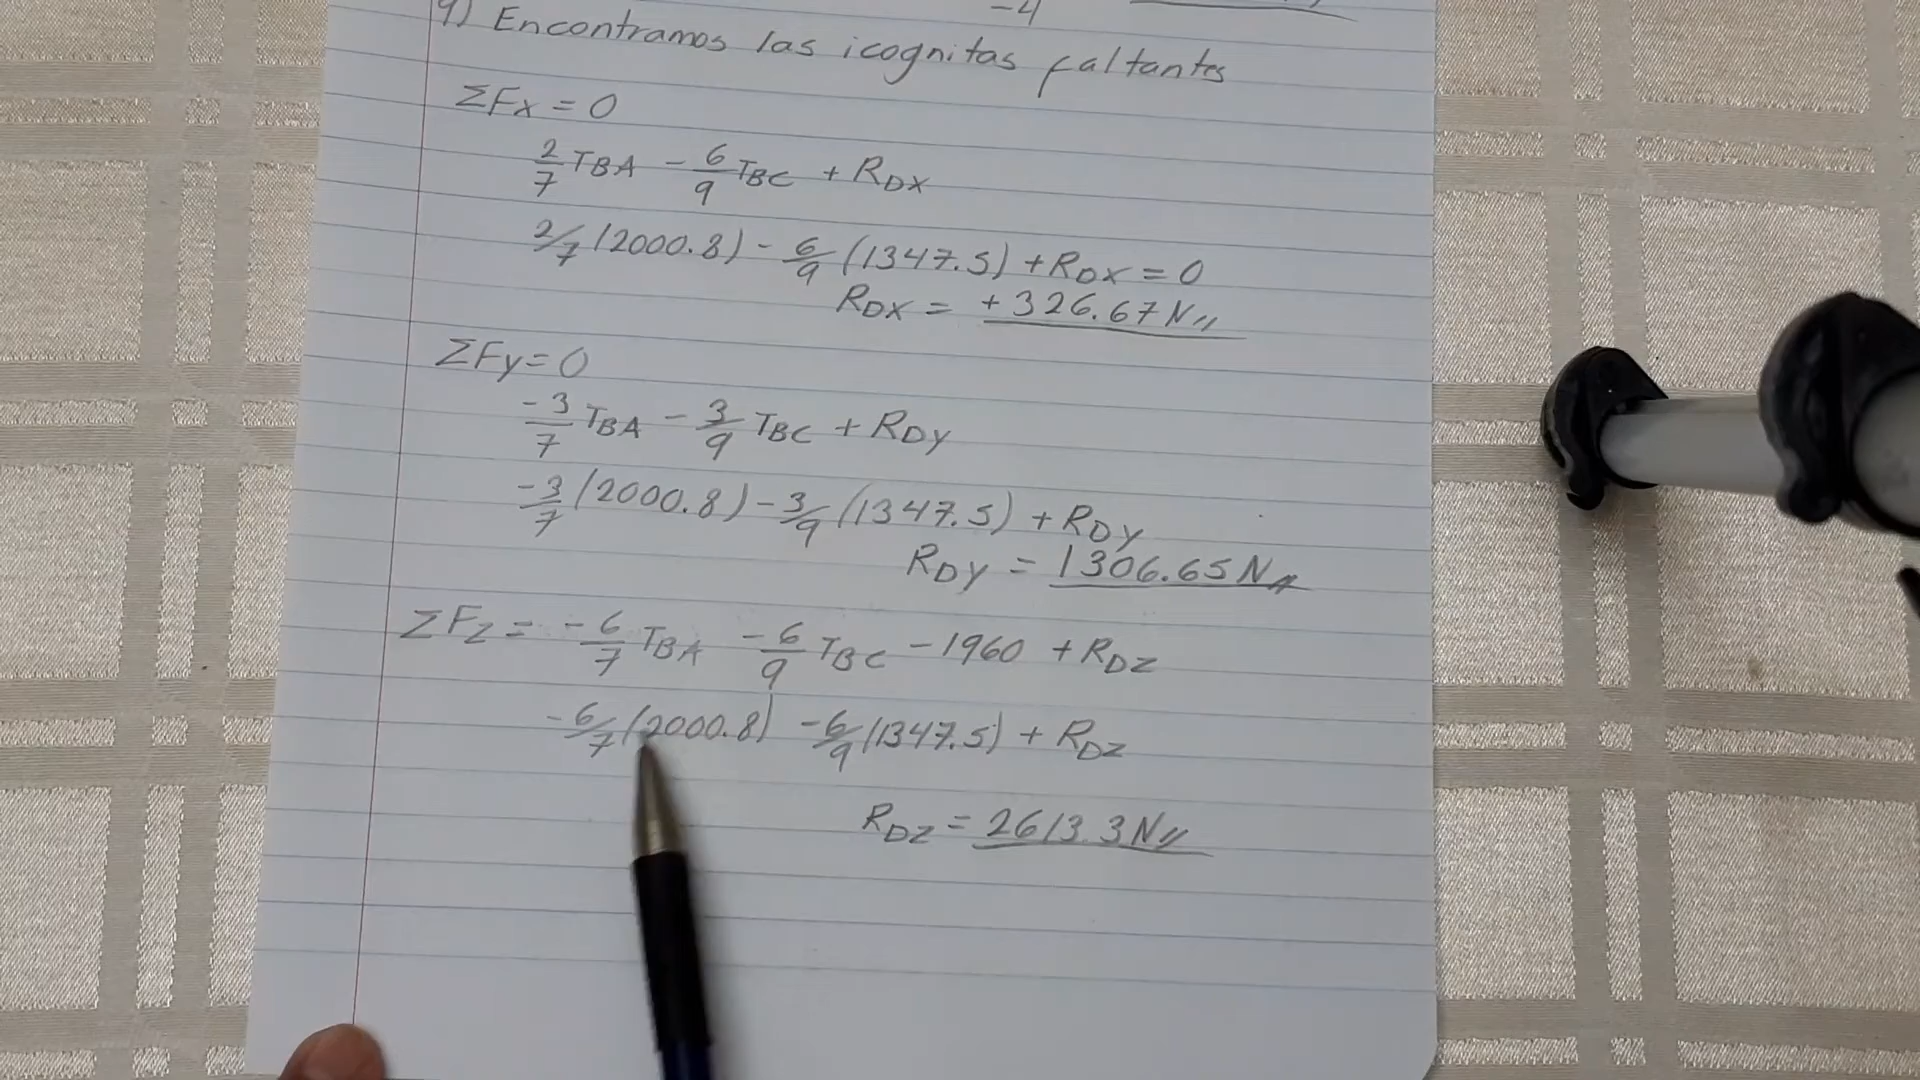 -4
9) Encontramos las icognitas faltantes
ΣFx = 0
2/7 TBA - 6/9 TBC + RDX
2/7 (2000.8) - 6/9 (1347.5) + RDX = 0
RDX = +326.67 N//
ΣFy = 0
-3/7 TBA - 3/9 TBC + RDY
-3/7 (2000.8) - 3/9 (1347.5) + RDY
RDY = 1306.65 N//
ΣFz = -6/7 TBA - 6/9 TBC - 1960 + RDZ
-6/7 (2000.8) - 6/9 (1347.5) + RDZ
RDZ = 2613.3 N//